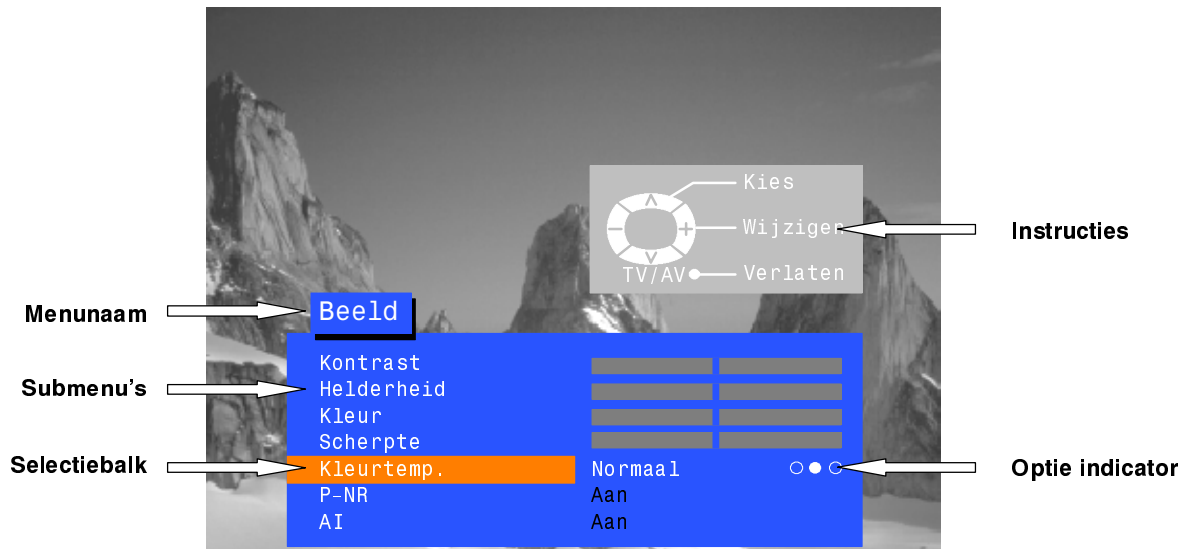 Kies
Wijzigen
TV/AV
Verlaten
Instructies
Menunaam
Beeld
Kontrast
Submenu's
Helderheid
Kleur
Scherpte
Selectiebalk
Kleurtemp.
Normaal
Optie indicator
P-NR
Aan
AI
Aan